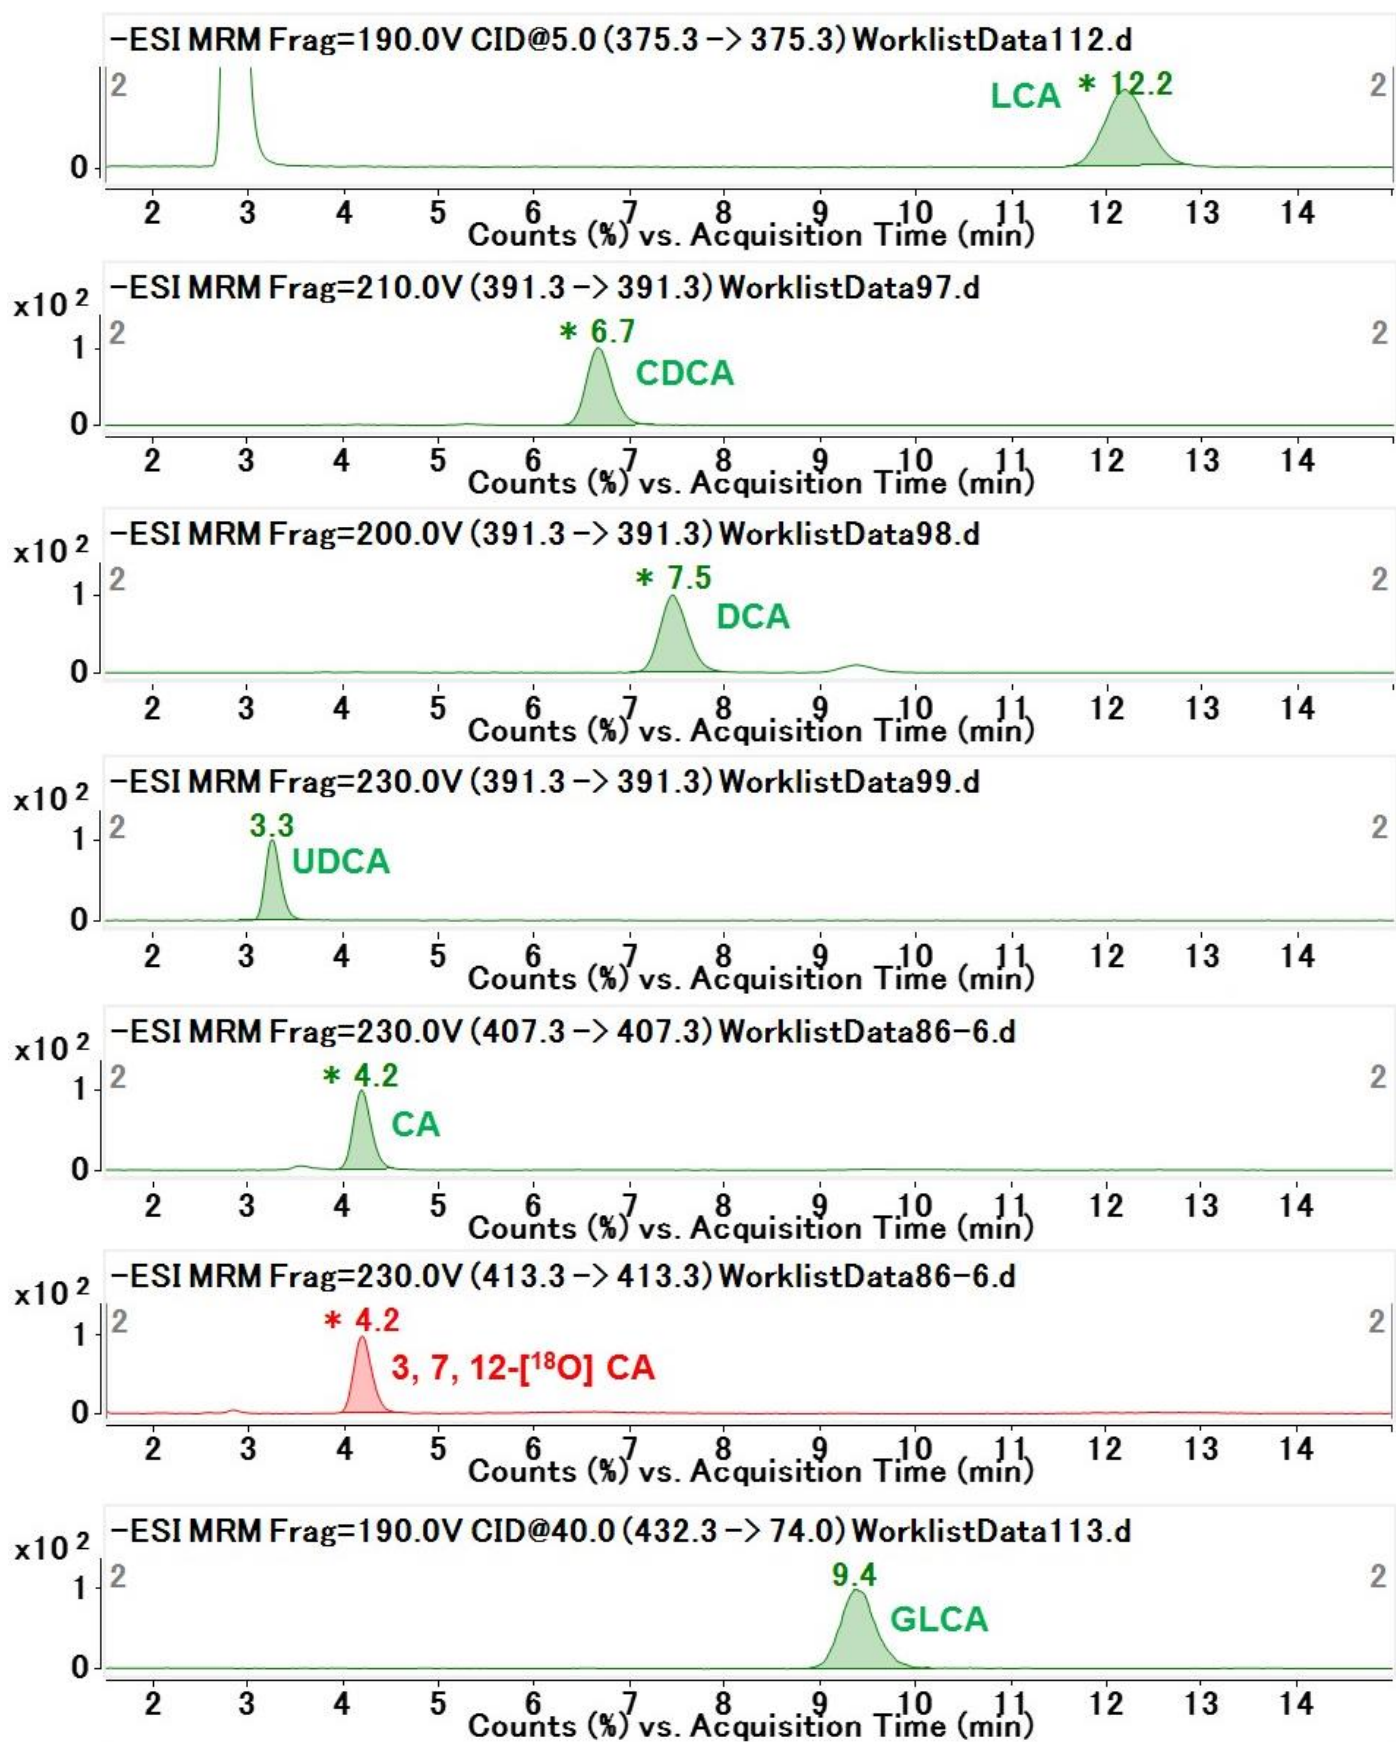 -ESI MRM Frag=190.0V CID@5.0 (375.3 -> 375.3) WorklistData112.d
2 LCA * 12.2 2
0
2 3 4 5 6 7 8 9 10 11 12 13 14
Counts (%) vs. Acquisition Time (min)
-ESI MRM Frag=210.0V (391.3 -> 391.3) WorklistData97.d
x10 2
2 * 6.7 2
1
CDCA
0
2 3 4 5 6 7 8 9 10 11 12 13 14
Counts (%) vs. Acquisition Time (min)
-ESI MRM Frag=200.0V (391.3 -> 391.3) WorklistData98.d
x10 2
2 * 7.5 2
1
DCA
0
2 3 4 5 6 7 8 9 10 11 12 13 14
Counts (%) vs. Acquisition Time (min)
-ESI MRM Frag=230.0V (391.3 -> 391.3) WorklistData99.d
x10 2
2 3.3 2
1
UDCA
0
2 3 4 5 6 7 8 9 10 11 12 13 14
Counts (%) vs. Acquisition Time (min)
-ESI MRM Frag=230.0V (407.3 -> 407.3) WorklistData86-6.d
x10 2
2 * 4.2 2
1
CA
0
2 3 4 5 6 7 8 9 10 11 12 13 14
Counts (%) vs. Acquisition Time (min)
-ESI MRM Frag=230.0V (413.3 -> 413.3) WorklistData86-6.d
x10 2
2 * 4.2 2
1
3, 7, 12-[¹⁸O] CA
0
2 3 4 5 6 7 8 9 10 11 12 13 14
Counts (%) vs. Acquisition Time (min)
-ESI MRM Frag=190.0V CID@40.0 (432.3 -> 74.0) WorklistData113.d
x10 2
2 9.4 2
1
GLCA
0
2 3 4 5 6 7 8 9 10 11 12 13 14
Counts (%) vs. Acquisition Time (min)